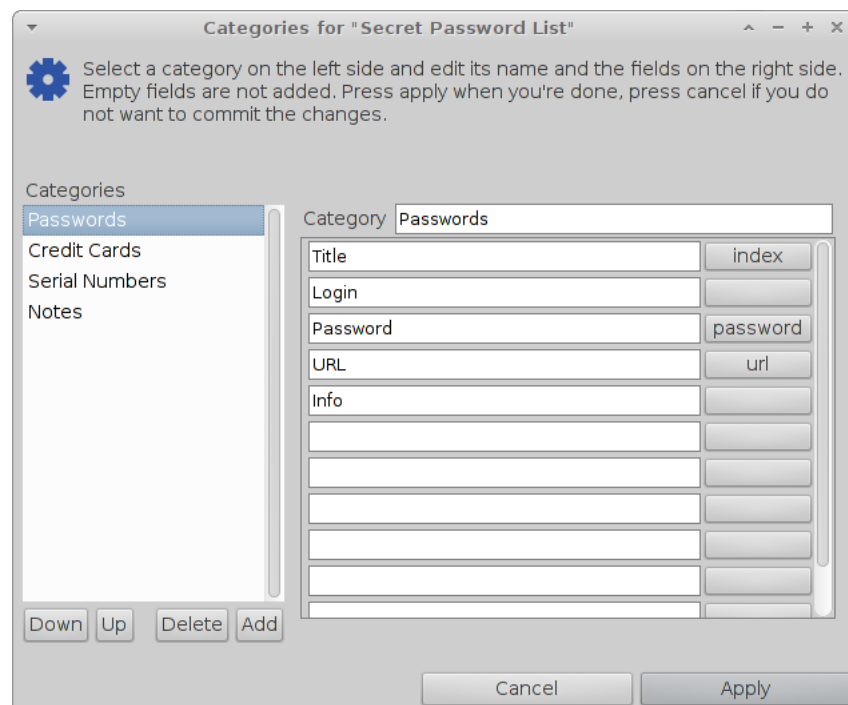 Categories for "Secret Password List"
Select a category on the left side and edit its name and the fields on the right side.
Empty fields are not added. Press apply when you're done, press cancel if you do
not want to commit the changes.
Categories
Passwords
Credit Cards
Serial Numbers
Notes
Down Up Delete Add
Category Passwords
Title index
Login
Password password
URL url
Info
Cancel Apply